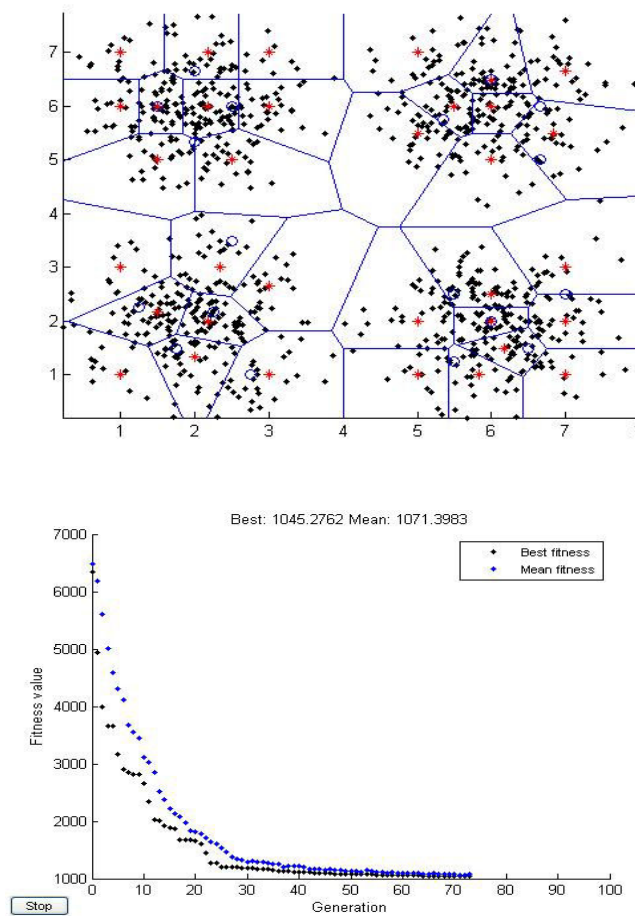 7
6
5
4
3
2
1
1 2 3 4 5 6 7
Best: 1045.2762 Mean: 1071.3983
7000
6000
5000
4000
3000
2000
1000
Fitness value
Best fitness
Mean fitness
0 10 20 30 40 50 60 70 80 90 100
Generation
Stop